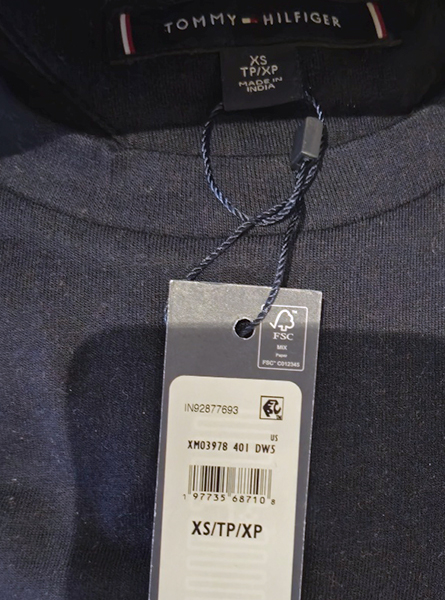 TOMMY HILFIGER
XS
TP/XP
MADE IN
INDIA
FSC
MIX
Paper
FSC® C012345
IN92877693
US
XM03978 401 DW5
1 97735 68710 8
XS/TP/XP